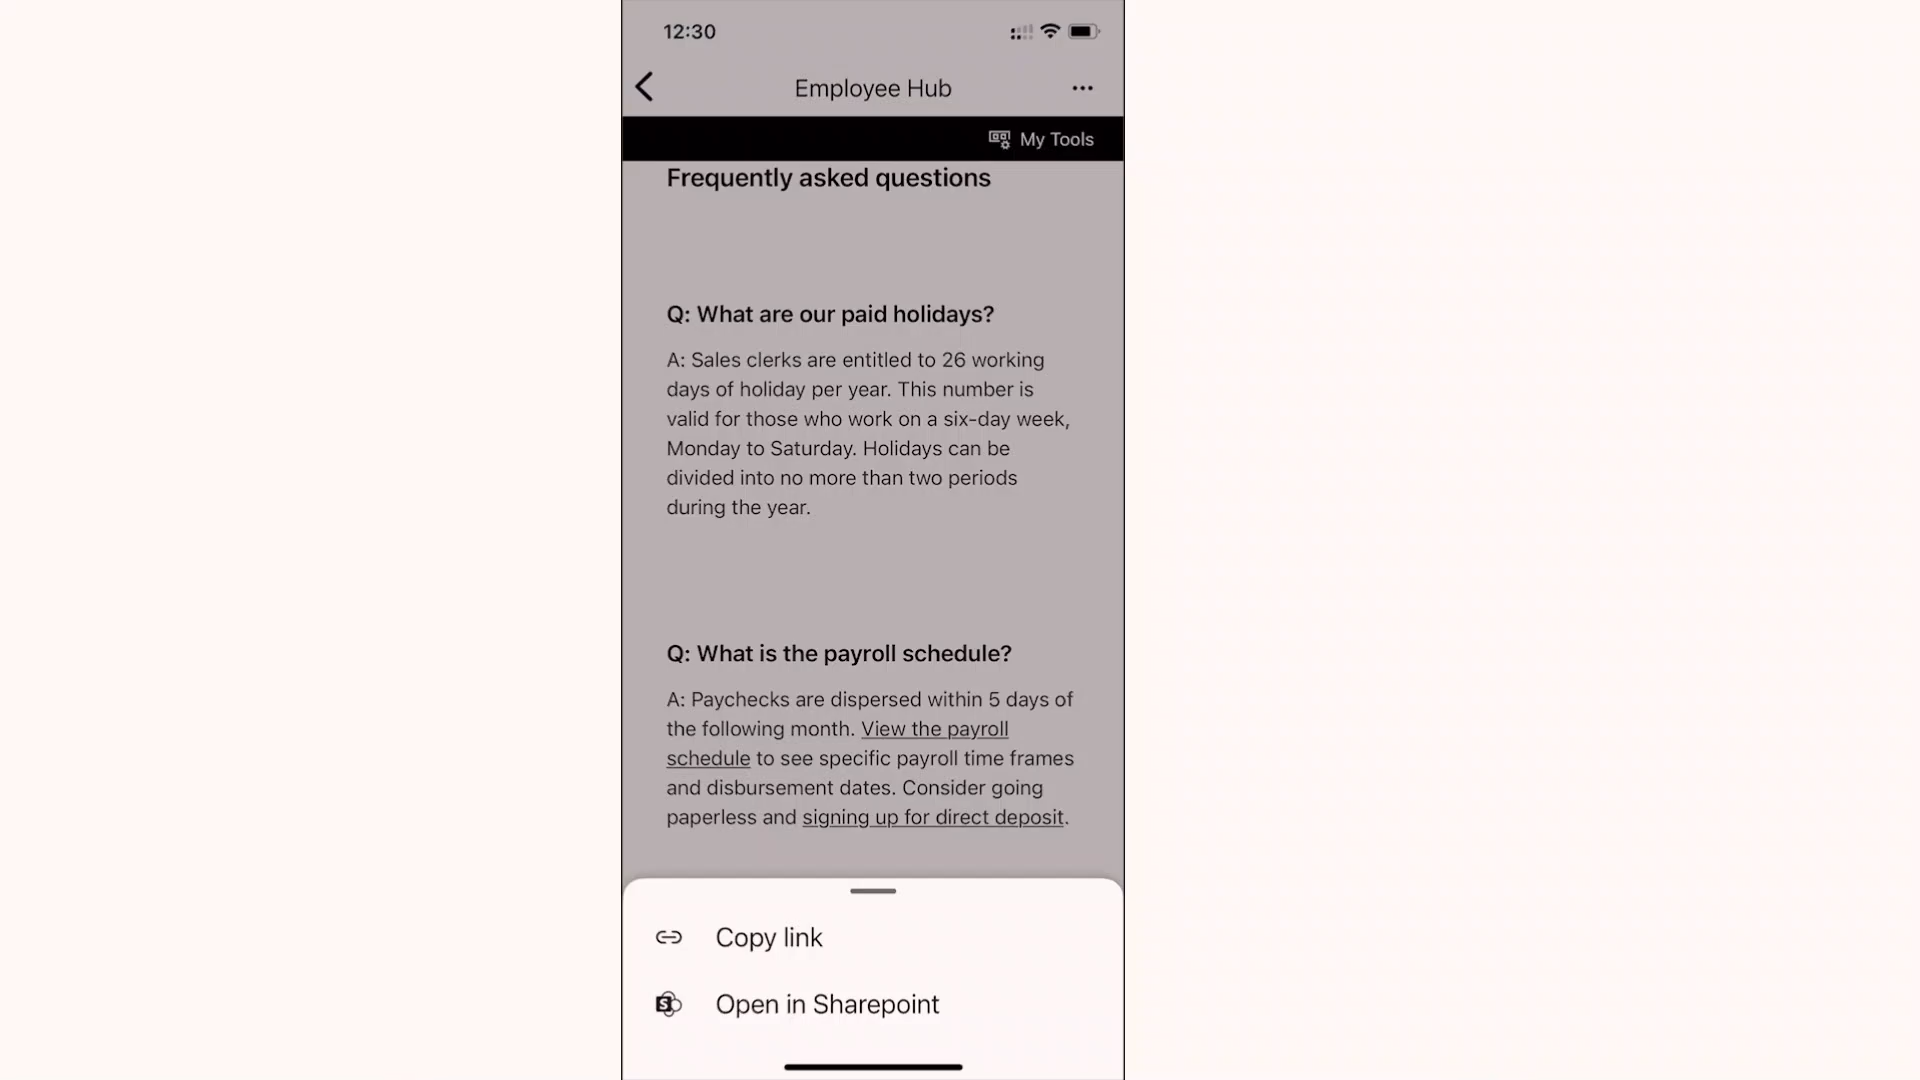 12:30
Employee Hub
My Tools
Frequently asked questions
Q: What are our paid holidays?
A: Sales clerks are entitled to 26 working
days of holiday per year. This number is
valid for those who work on a six-day week,
Monday to Saturday. Holidays can be
divided into no more than two periods
during the year.
Q: What is the payroll schedule?
A: Paychecks are dispersed within 5 days of
the following month. View the payroll
schedule to see specific payroll time frames
and disbursement dates. Consider going
paperless and signing up for direct deposit.
Copy link
Open in Sharepoint